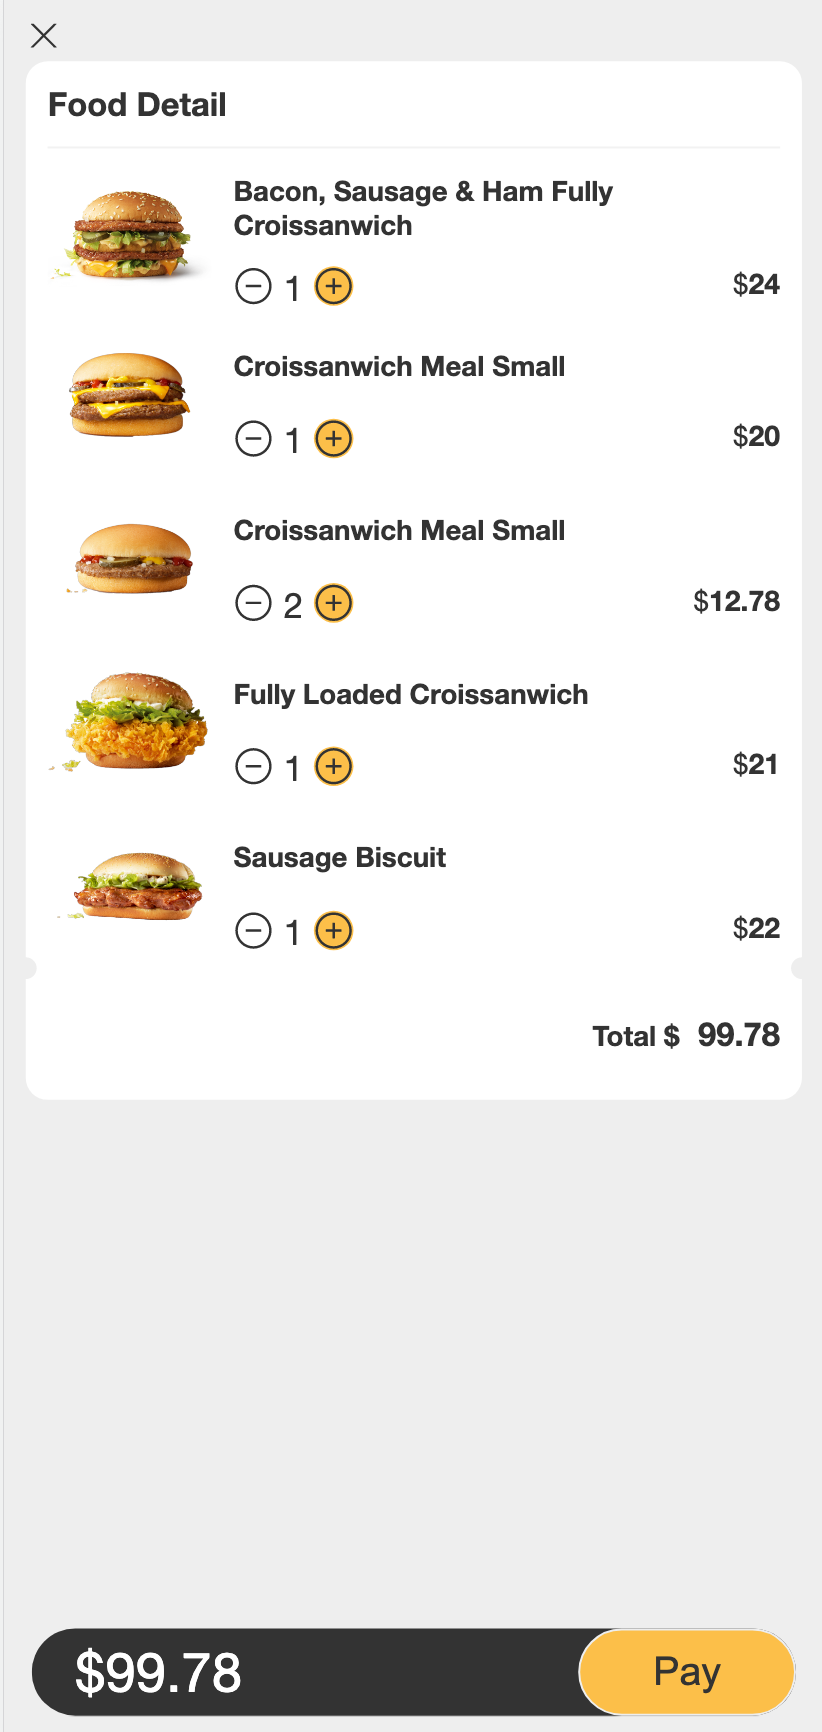 Food Detail
Bacon, Sausage & Ham Fully
Croissanwich
1
$24
Croissanwich Meal Small
1
$20
Croissanwich Meal Small
2
$12.78
Fully Loaded Croissanwich
1
$21
Sausage Biscuit
1
$22
Total $ 99.78
$99.78
Pay